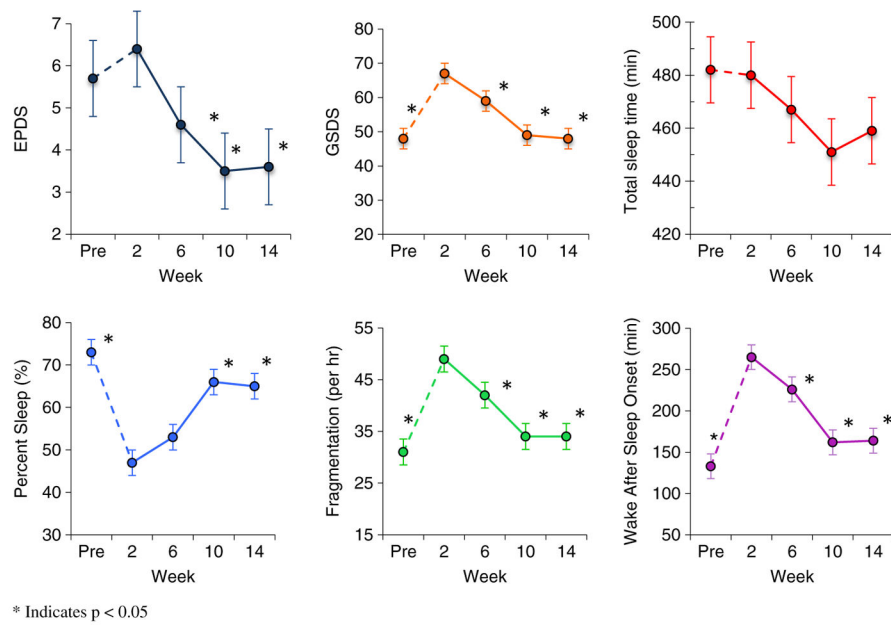 EPDS
7
6
5
4
3
2
*
*
*
Pre 2 6 10 14
Week
GSDS
80
70
60
50
40
30
20
*
*
*
*
Pre 2 6 10 14
Week
Total sleep time (min)
500
480
460
440
420
Pre 2 6 10 14
Week
Percent Sleep (%)
80
70
60
50
40
30
*
*
*
Pre 2 6 10 14
Week
Fragmentation (per hr)
55
45
35
25
15
*
*
*
*
Pre 2 6 10 14
Week
Wake After Sleep Onset (min)
300
250
200
150
100
50
*
*
*
*
Pre 2 6 10 14
Week
* Indicates p < 0.05